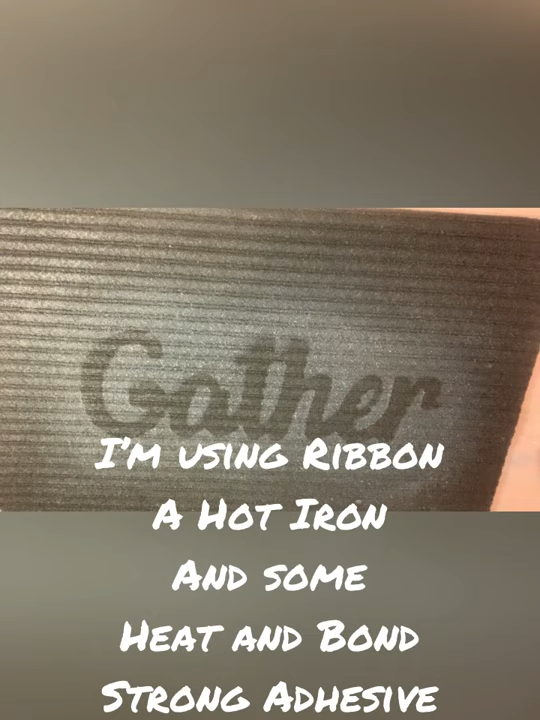 Gather
I'm using Ribbon
A Hot Iron
And some
Heat and Bond
Strong Adhesive